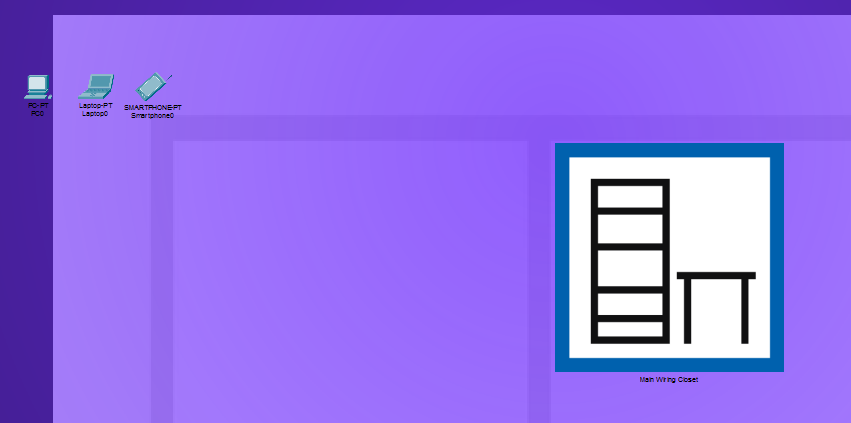 PC-PT
PC0
Laptop-PT
Laptop0
SMARTPHONE-PT
Smartphone0
Main Wiring Closet